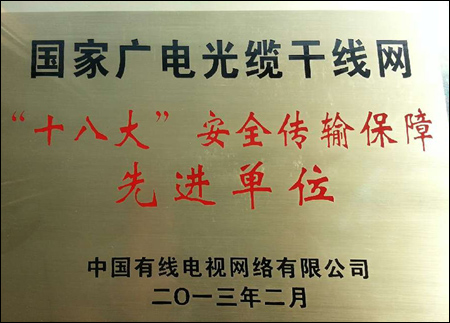 国家广电光缆干线网
“十八大”安全传输保障
先进单位
中国有线电视网络有限公司
二〇一三年二月